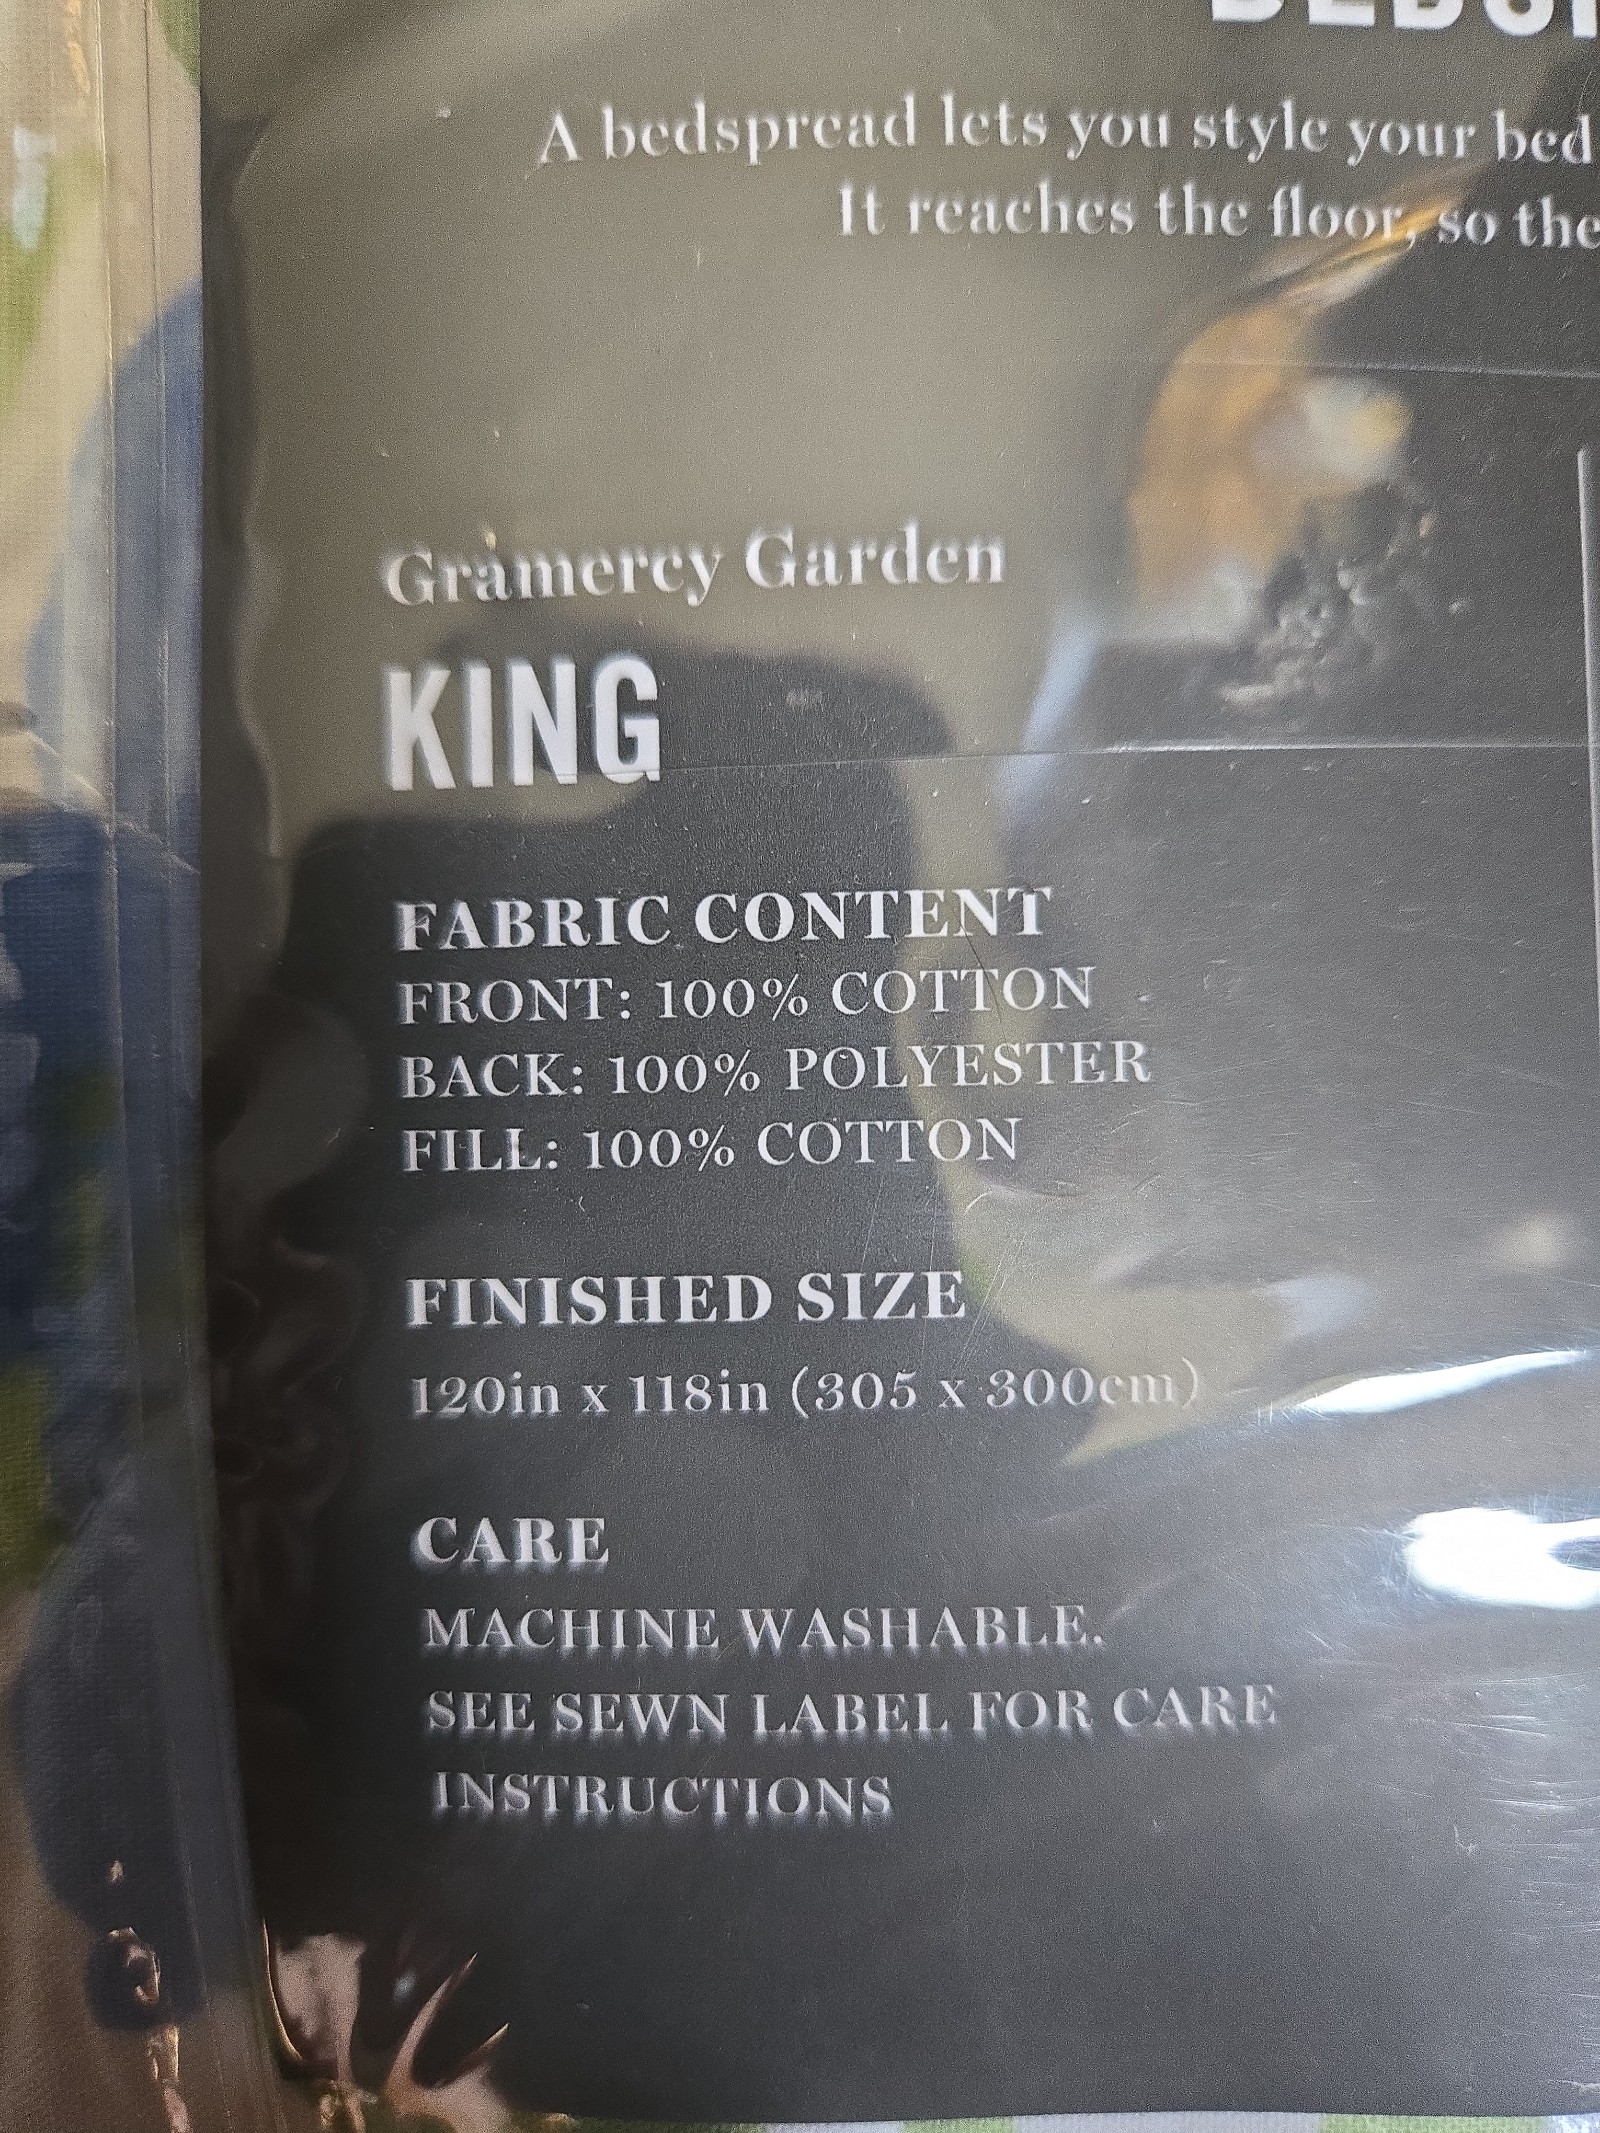 A bedspread lets you style your bed
It reaches the floor, so the
Gramercy Garden
KING
FABRIC CONTENT
FRONT: 100% COTTON
BACK: 100% POLYESTER
FILL: 100% COTTON
FINISHED SIZE
120in x 118in (305 x 300cm)
CARE
MACHINE WASHABLE.
SEE SEWN LABEL FOR CARE
INSTRUCTIONS